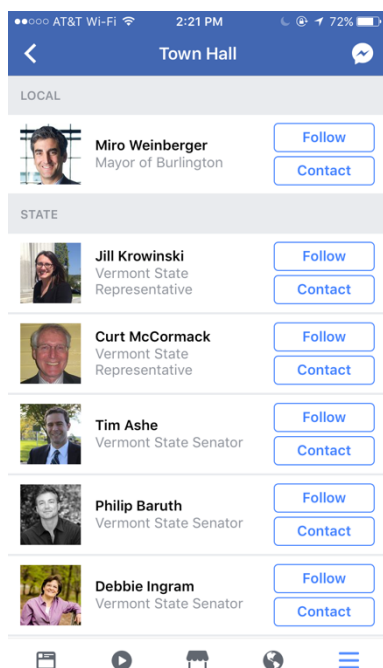 AT&T Wi-Fi 2:21 PM 72%
Town Hall
LOCAL
Miro Weinberger
Mayor of Burlington
Follow
Contact
STATE
Jill Krowinski
Vermont State
Representative
Follow
Contact
Curt McCormack
Vermont State
Representative
Follow
Contact
Tim Ashe
Vermont State Senator
Follow
Contact
Philip Baruth
Vermont State Senator
Follow
Contact
Debbie Ingram
Vermont State Senator
Follow
Contact